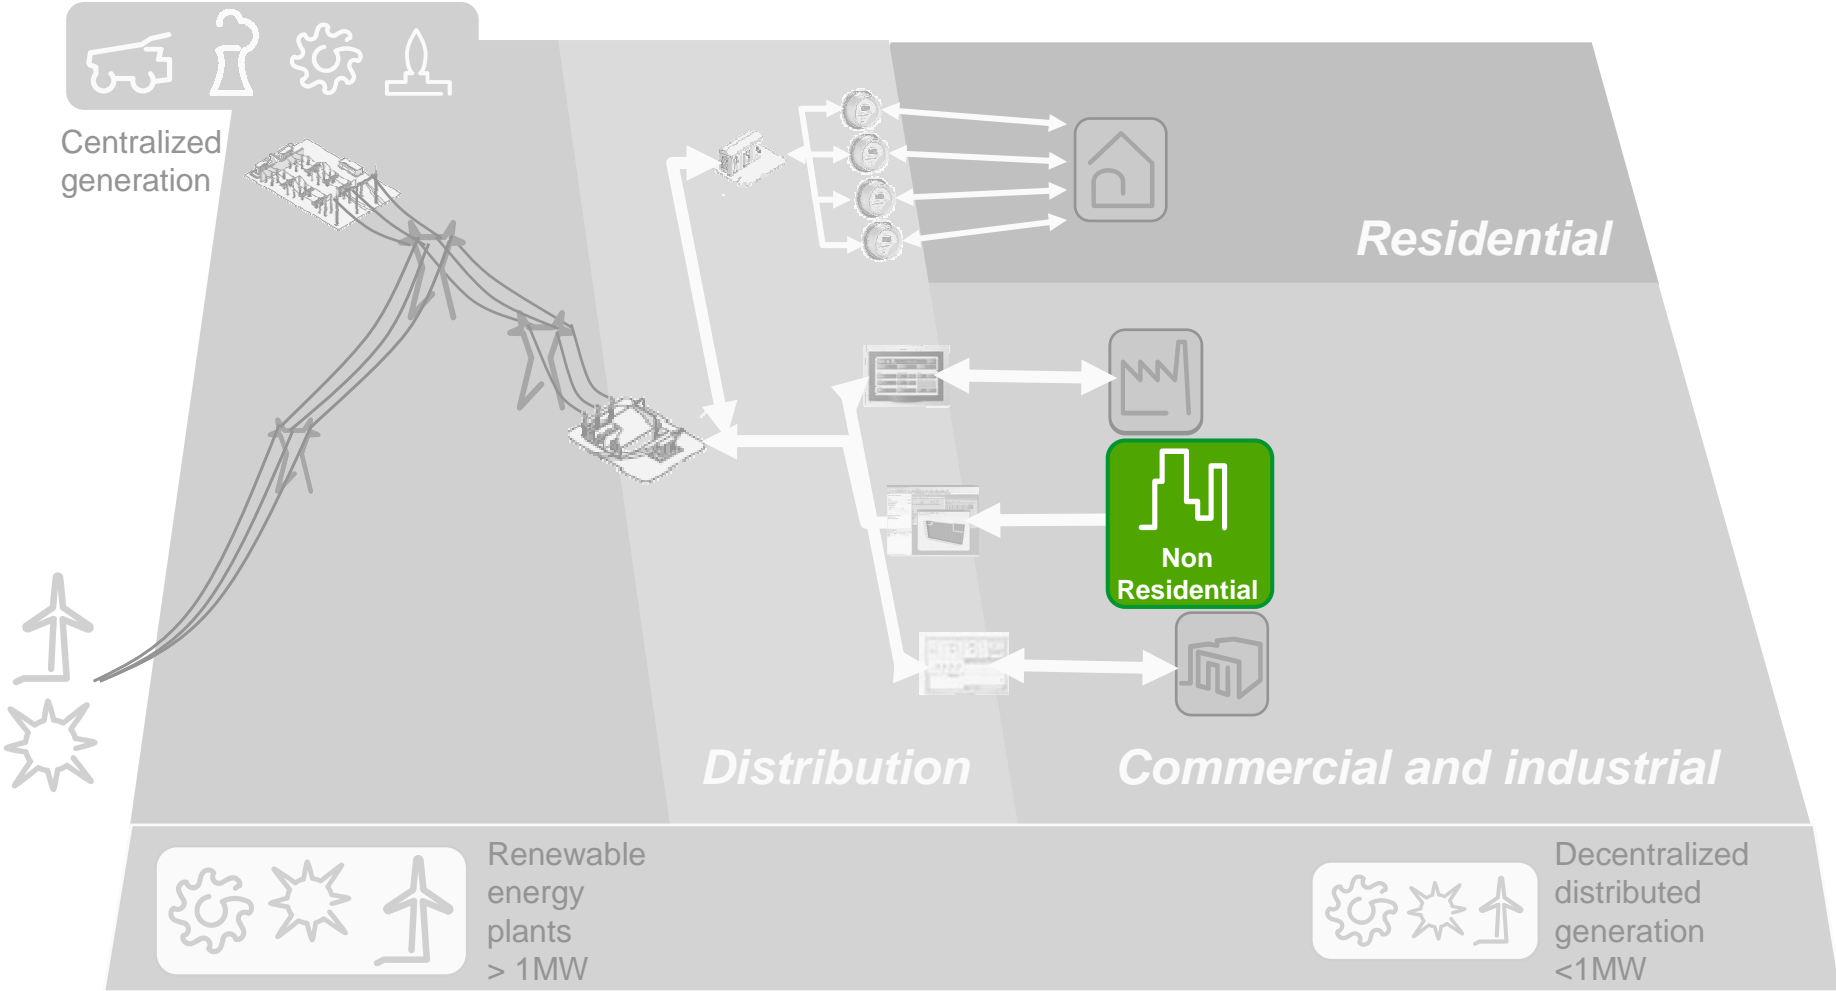 Centralized
generation
Residential
Non
Residential
Distribution
Commercial and industrial
Renewable
energy
plants
> 1MW
Decentralized
distributed
generation
<1MW